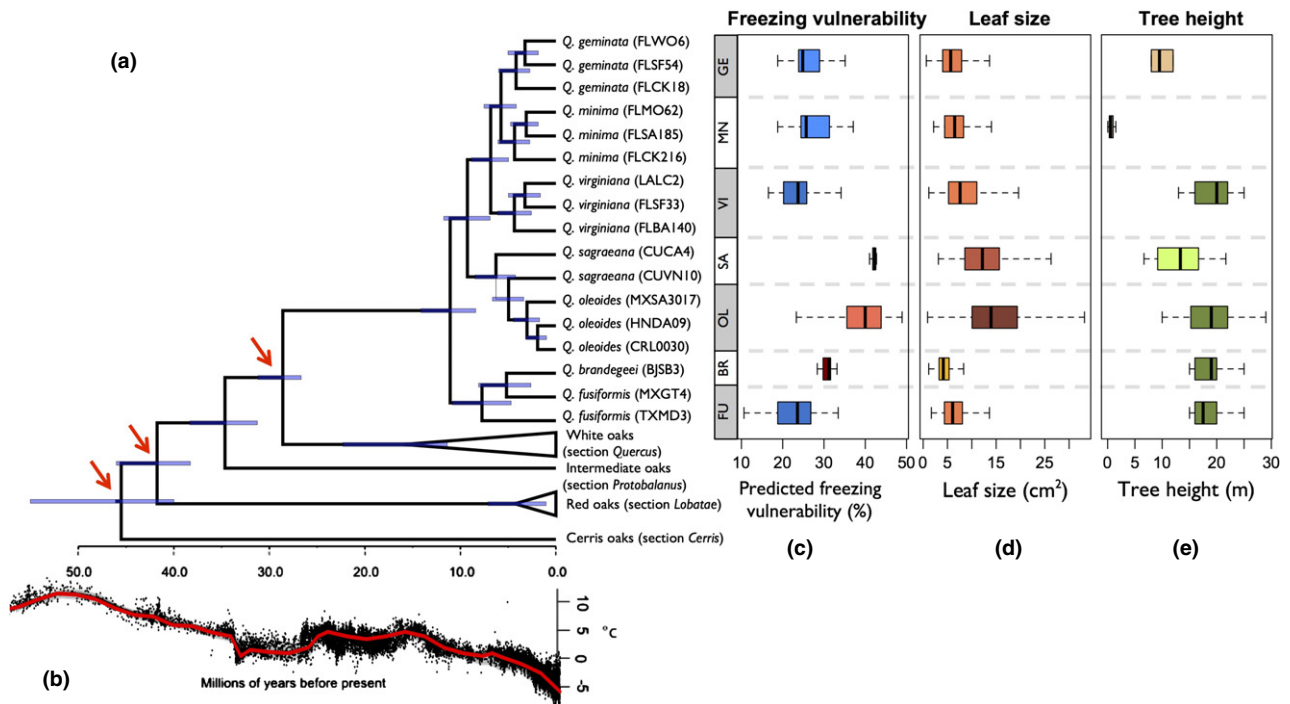 Freezing vulnerability
Leaf size
Tree height
(a)
Q. geminata (FLWO6)
Q. geminata (FLSF54)
Q. geminata (FLCK18)
Q. minima (FLMO62)
Q. minima (FLSA185)
Q. minima (FLCK216)
Q. virginiana (LALC2)
Q. virginiana (FLSF33)
Q. virginiana (FLBA140)
Q. sagraeana (CUCA4)
Q. sagraeana (CUVN10)
Q. oleoides (MXSA3017)
Q. oleoides (HNDA09)
Q. oleoides (CRL0030)
Q. brandegeei (BJSB3)
Q. fusiformis (MXGT4)
Q. fusiformis (TXMD3)
White oaks
(section Quercus)
Intermediate oaks
(section Protobalanus)
Red oaks (section Lobatae)
Cerris oaks (section Cerris)
GE
MN
VI
SA
OL
BR
FU
10 20 30 40 50
Predicted freezing
vulnerability (%)
(c)
0 5 15 25
Leaf size (cm2)
(d)
0 5 10 20 30
Tree height (m)
(e)
50.0 40.0 30.0 20.0 10.0 0.0
10
5
°C
0
-5
Millions of years before present
(b)